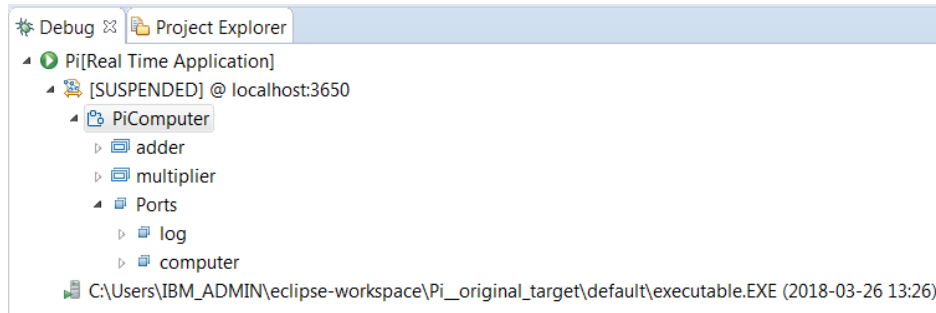 Debug Project Explorer
Pi[Real Time Application]
[SUSPENDED] @ localhost:3650
PiComputer
adder
multiplier
Ports
log
computer
C:\Users\IBM_ADMIN\eclipse-workspace\Pi__original_target\default\executable.EXE (2018-03-26 13:26)